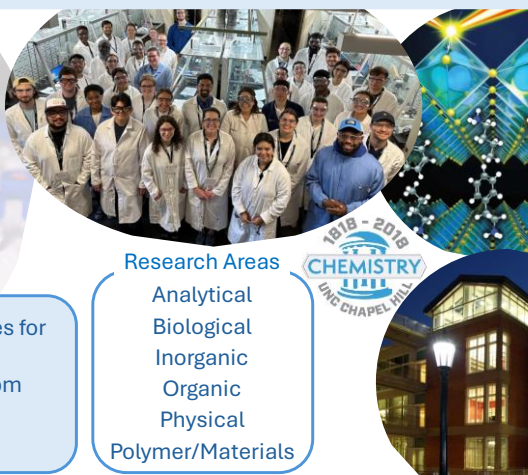 1818 - 2018
CHEMISTRY
UNC CHAPEL HILL
Research Areas
Analytical
Biological
Inorganic
Organic
Physical
Polymer/Materials
es for
om